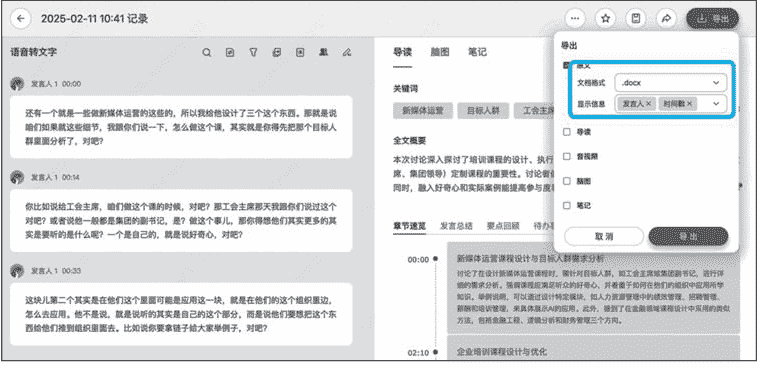 2025-02-11 10:41 记录
导出
语音转文字
发言人 1 00:00
还有一个就是一些做新媒体运营的这些的，所以我给他设计了三个这个东西。那就是说
咱们如果就这些细节，我跟你们说一下，怎么做这个课，其实就是你得先把那个目标人
群里面分析了，对吧？
发言人 1 00:14
你比如说给工会主席，咱们做这个课的时候，对吧？那工会主席那天我跟你们说过这个
对吧？或者说他一般都是集团的副书记，是？做这个事儿，那你得想他们其实更多的其
实是要听的是什么呢？一个是自己的，就是说好奇心，对吧？
发言人 1 00:33
这块儿第二个其实是在他们这个里面可能是应用这一块，就是在他们的这个组织里边，
怎么去应用。他不是说，就是说听的其实是自己的这个部分，而是说他们要想把这个东
西给他们推到组织里面去。比如说你要拿链子给大家举例子，对吧？
导读 脑图 笔记
关键词
新媒体运营 目标人群 工会主席
全文概要
本次讨论深入探讨了培训课程的设计、执行
席、集团领导）定制课程的重要性。讨论者
同时，融入好奇心和实际案例能提高参与度
章节速览 发言总结 要点回顾 待办
00:00 新媒体运营课程设计与目标人群需求分析
讨论了在设计新媒体运营课程时，需针对目标人群，如工会主席或集团副书记，进行详
细的需求分析。强调课程应满足听众的好奇心，并着重于如何在他们的组织中应用所学
知识。举例说明，可以通过设计特定模块，如人力资源管理中的绩效管理、招聘管理、
薪酬和培训管理，来具体展示AI的应用。此外，提到了在金融领域课程设计中采用的类似
方法，包括金融工程、逻辑分析和财务管理三个方向。
02:10 企业培训课程设计与优化
导出
原文
文档格式 .docx
显示信息 发言人 × 时间戳 ×
导读
音视频
脑图
笔记
取消 导出